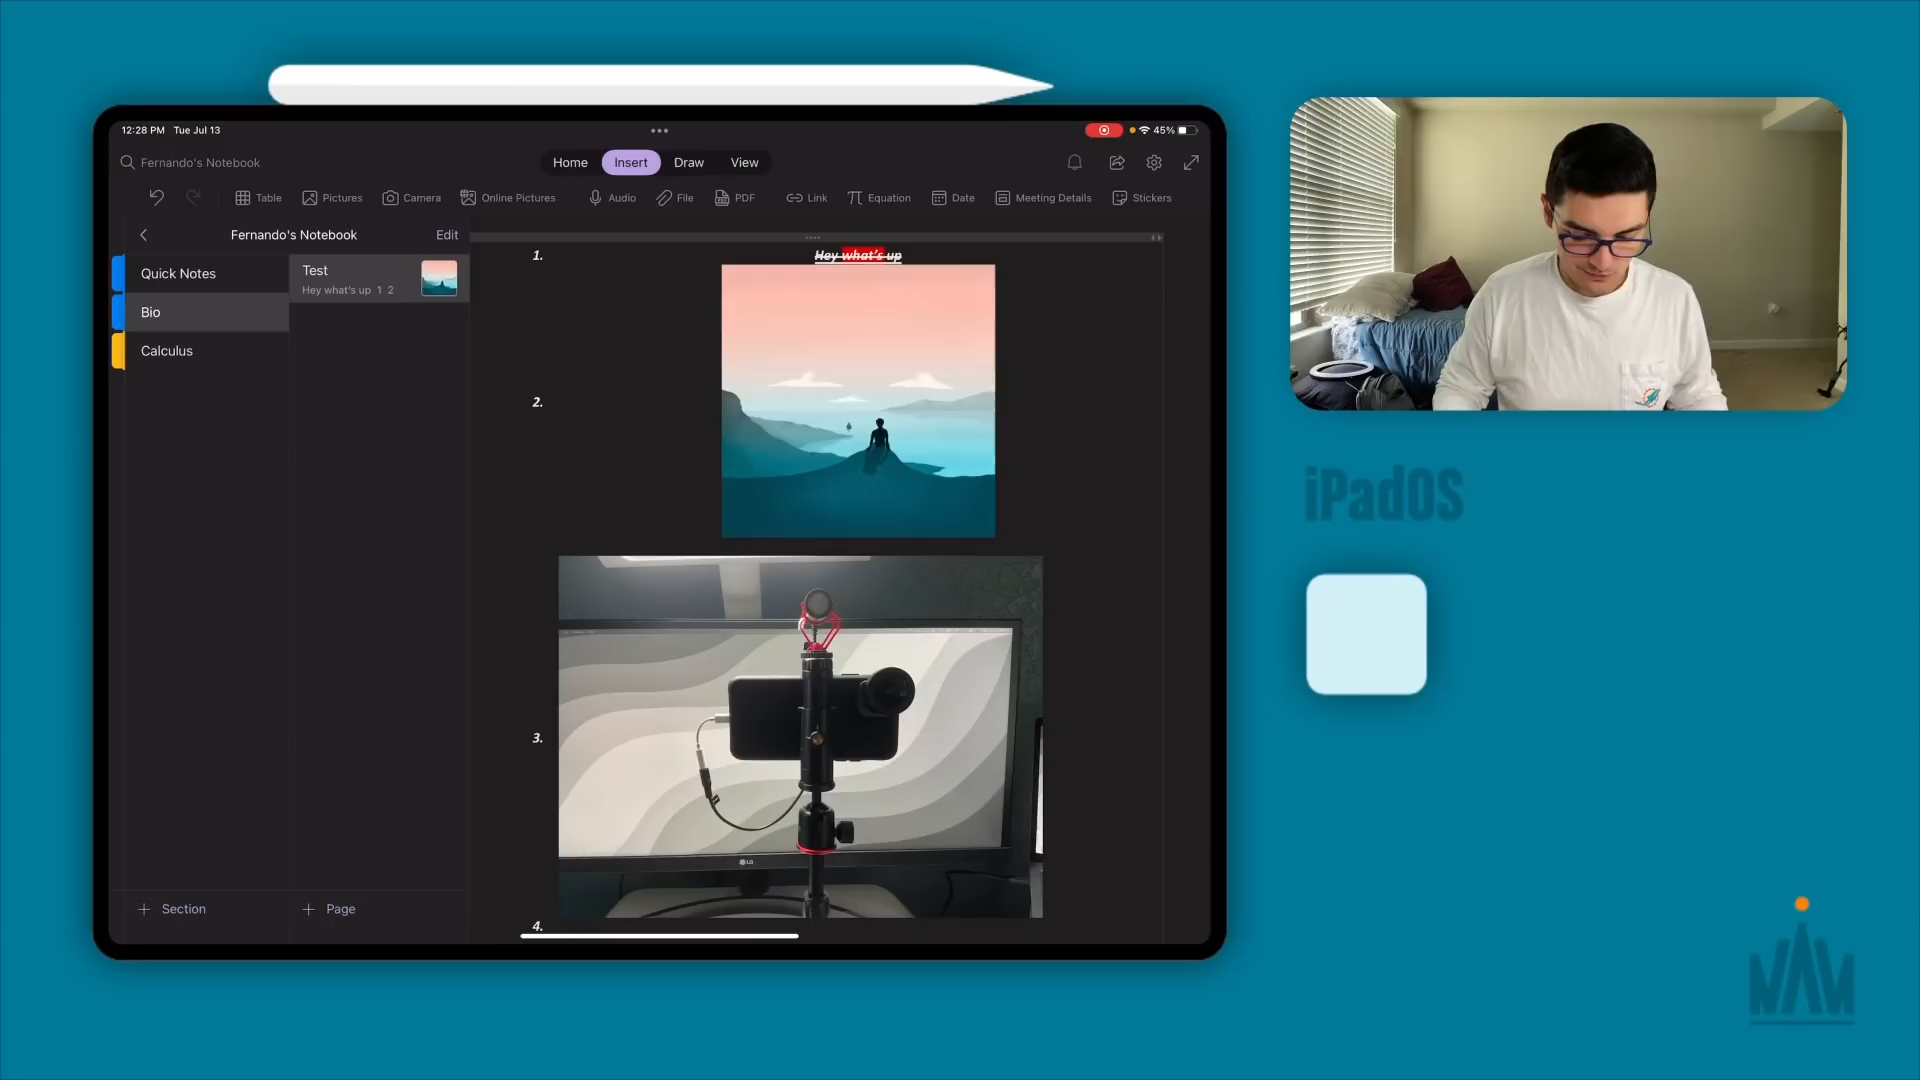 12:28 PM Tue Jul 13
45%
Fernando's Notebook
Home Insert Draw View
Table Pictures Camera Online Pictures Audio File PDF Link Equation Date Meeting Details Stickers
Fernando's Notebook Edit
Quick Notes
Bio
Calculus
Test
Hey what's up 1 2
1. Hey what's up
2.
3.
LG
4.
+ Section
+ Page
iPadOS